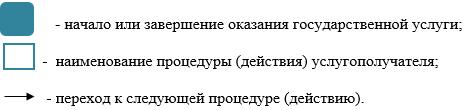 - начало или завершение оказания государственной услуги;
- наименование процедуры (действия) услугополучателя;
- переход к следующей процедуре (действию).